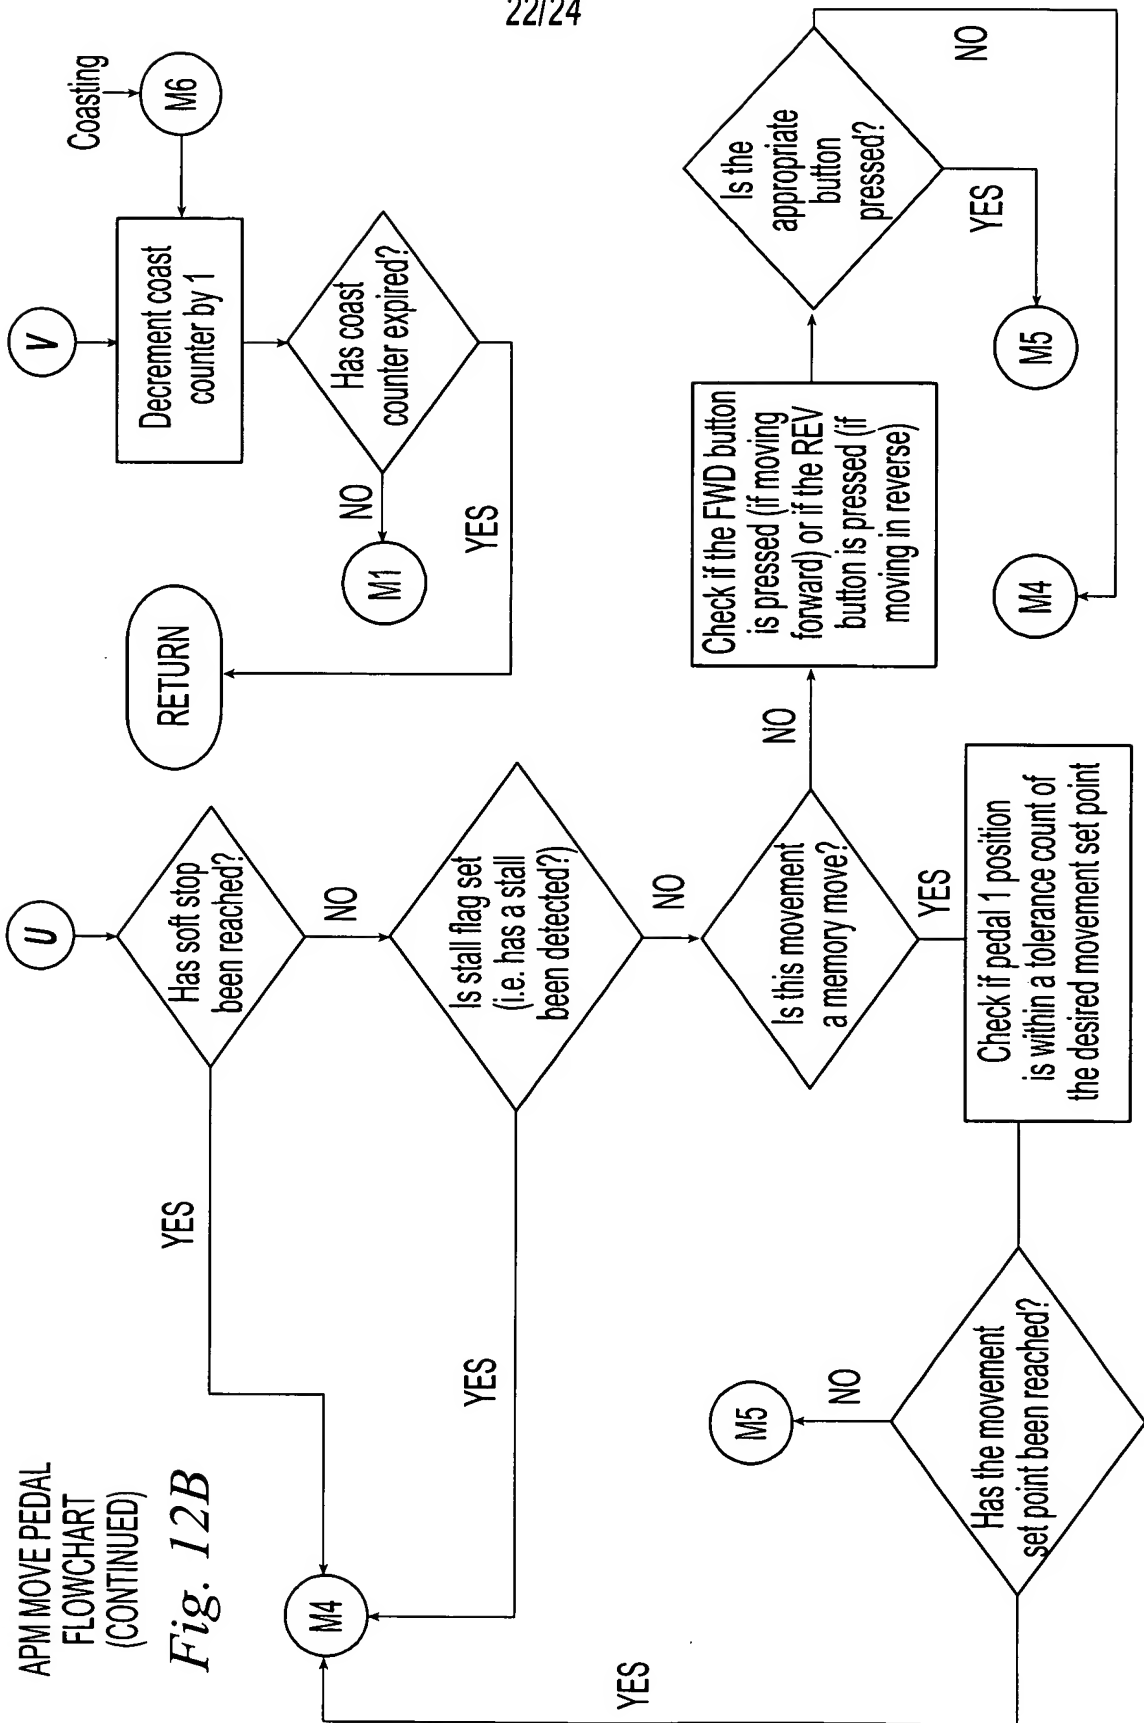 22/24
APM MOVE PEDAL
FLOWCHART
(CONTINUED)
Fig. 12B
U
Has soft stop
been reached?
YES
NO
Is stall flag set
(i.e. has a stall
been detected?)
YES
NO
M4
Is this movement
a memory move?
NO
YES
Check if pedal 1 position
is within a tolerance count of
the desired movement set point
Has the movement
set point been reached?
NO
M5
YES
V
Coasting
M6
Decrement coast
counter by 1
Has coast
counter expired?
NO
M1
YES
RETURN
Check if the FWD button
is pressed (if moving
forward) or if the REV
button is pressed (if
moving in reverse)
Is the
appropriate
button
pressed?
NO
YES
M5
M4